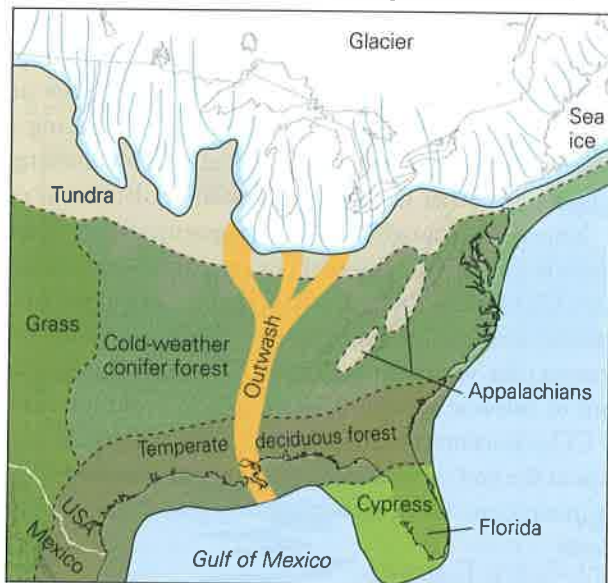 Glacier
Sea
ice
Tundra
Grass
Cold-weather
conifer forest
Outwash
Appalachians
Temperate deciduous forest
USA
Mexico
Cypress
Florida
Gulf of Mexico